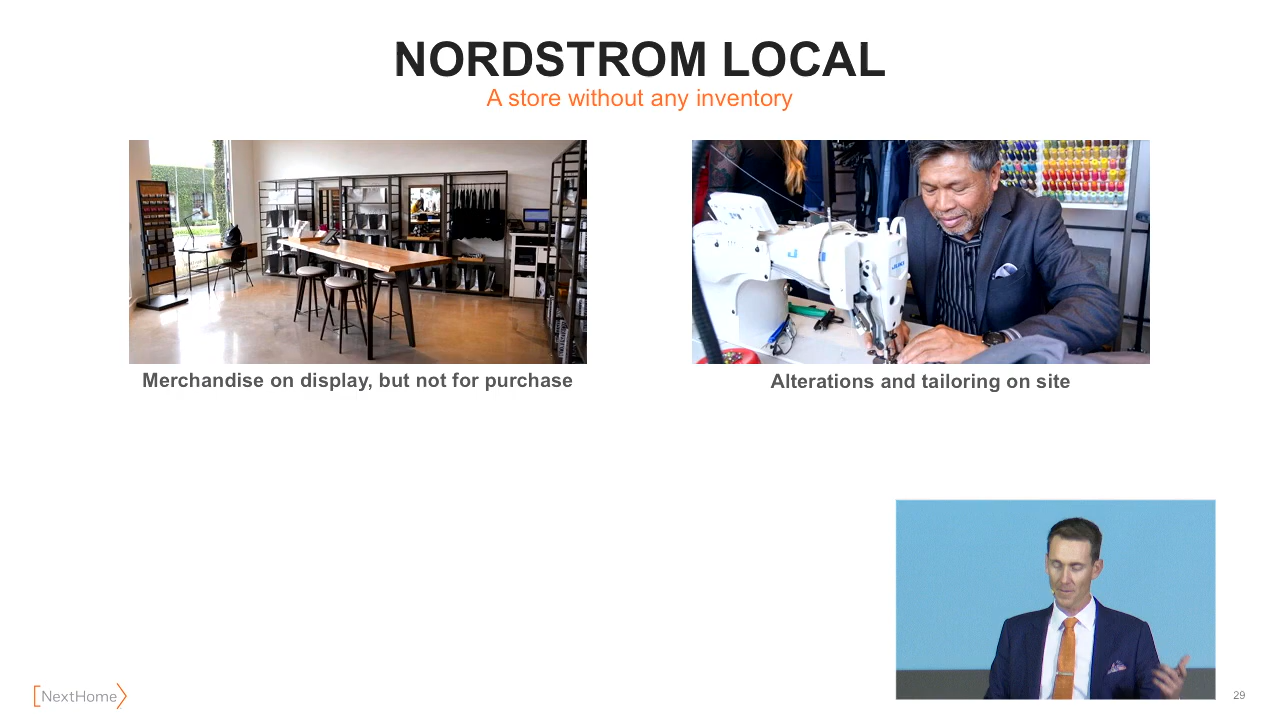 NORDSTROM LOCAL
A store without any inventory
JUKI
Merchandise on display, but not for purchase
Alterations and tailoring on site
[NextHome>
29